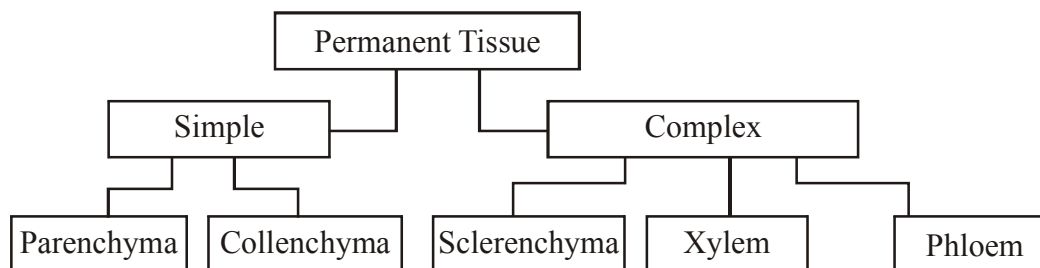 Permanent Tissue
Simple
Complex
Parenchyma
Collenchyma
Sclerenchyma
Xylem
Phloem